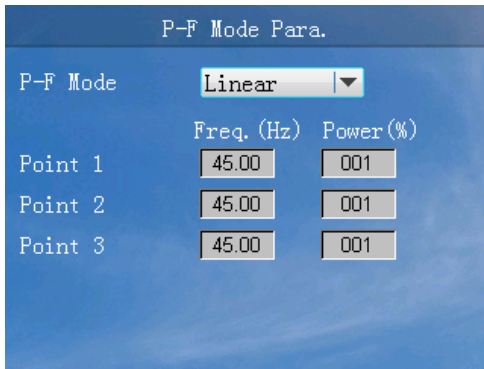 P-F Mode Para.
P-F Mode Linear
Freq.(Hz) Power(%)
Point 1 45.00 001
Point 2 45.00 001
Point 3 45.00 001